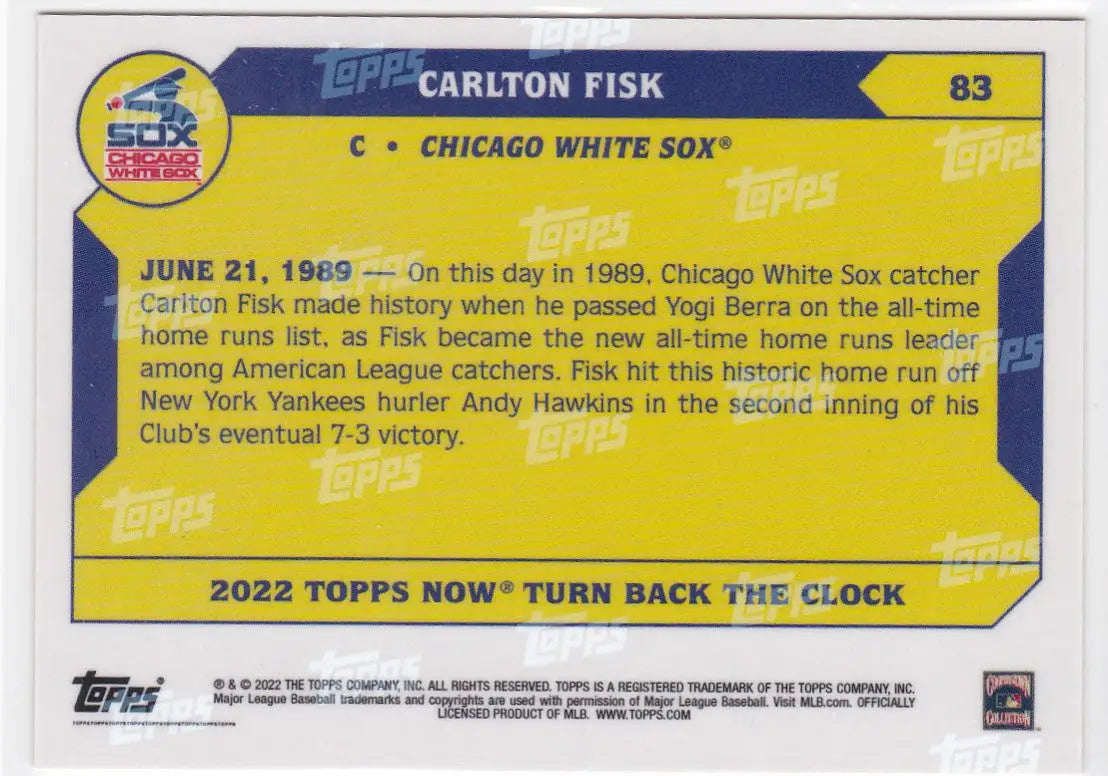 CARLTON FISK
83
SOX
CHICAGO
WHITE SOX
C • CHICAGO WHITE SOX®
JUNE 21, 1989 — On this day in 1989, Chicago White Sox catcher
Carlton Fisk made history when he passed Yogi Berra on the all-time
home runs list, as Fisk became the new all-time home runs leader
among American League catchers. Fisk hit this historic home run off
New York Yankees hurler Andy Hawkins in the second inning of his
Club's eventual 7-3 victory.
2022 TOPPS NOW® TURN BACK THE CLOCK
Topps®
® & © 2022 THE TOPPS COMPANY, INC. ALL RIGHTS RESERVED. TOPPS IS A REGISTERED TRADEMARK OF THE TOPPS COMPANY, INC.
Major League Baseball trademarks and copyrights are used with permission of Major League Baseball. Visit MLB.com. OFFICIALLY
LICENSED PRODUCT OF MLB. WWW.TOPPS.COM
COOPERSTOWN
COLLECTION